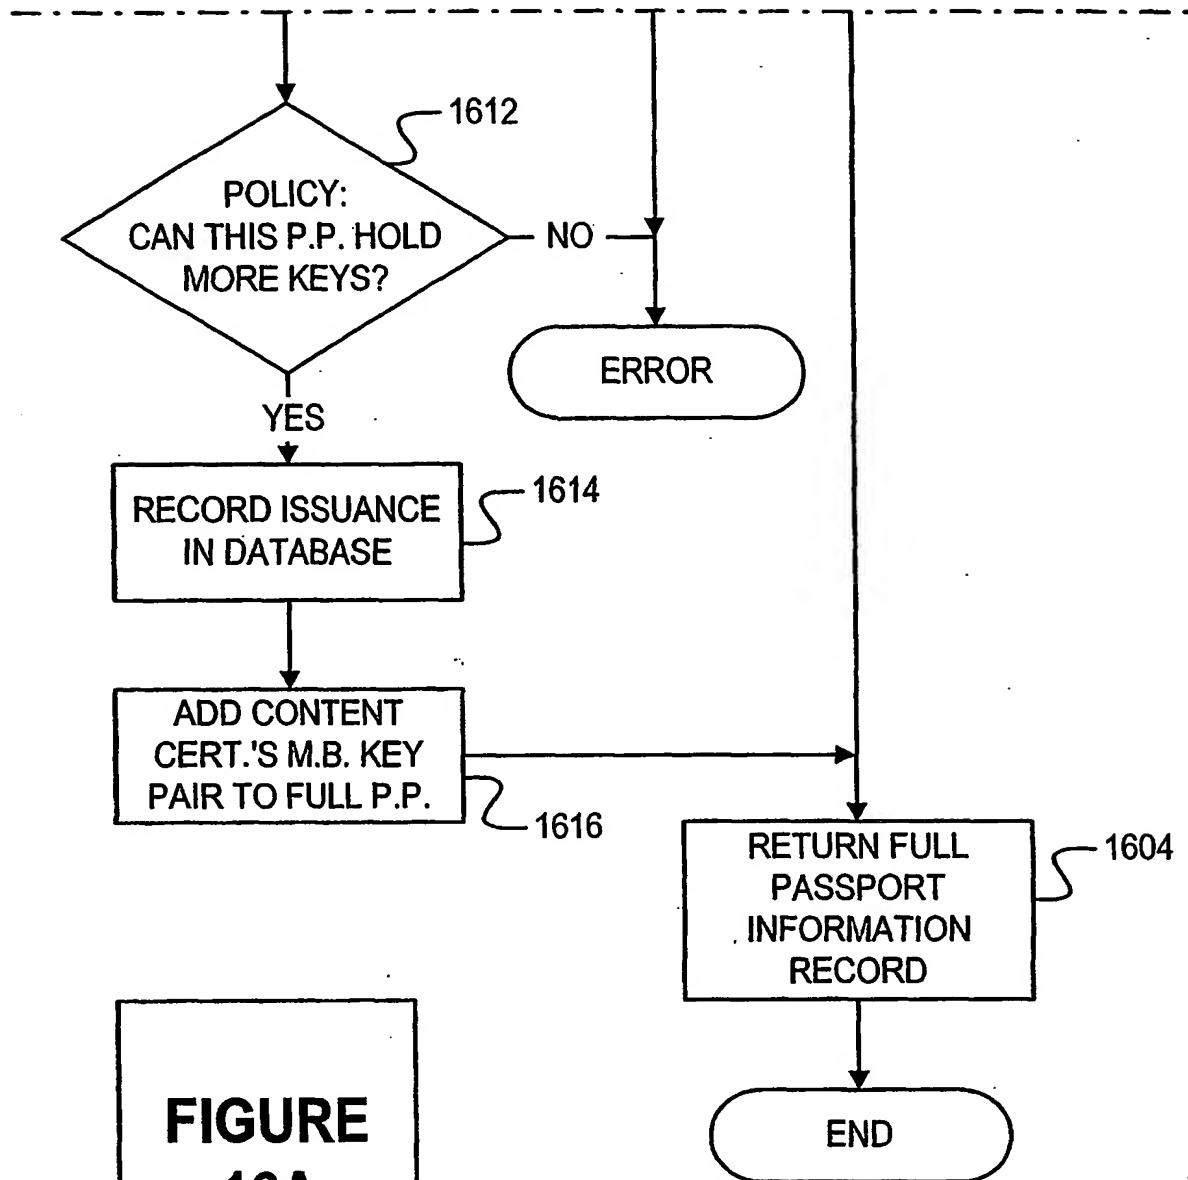 1612
POLICY:
CAN THIS P.P. HOLD
MORE KEYS?
NO
ERROR
YES
RECORD ISSUANCE
IN DATABASE
1614
ADD CONTENT
CERT.'S M.B. KEY
PAIR TO FULL P.P.
1616
RETURN FULL
PASSPORT
INFORMATION
RECORD
1604
END
FIGURE
16A